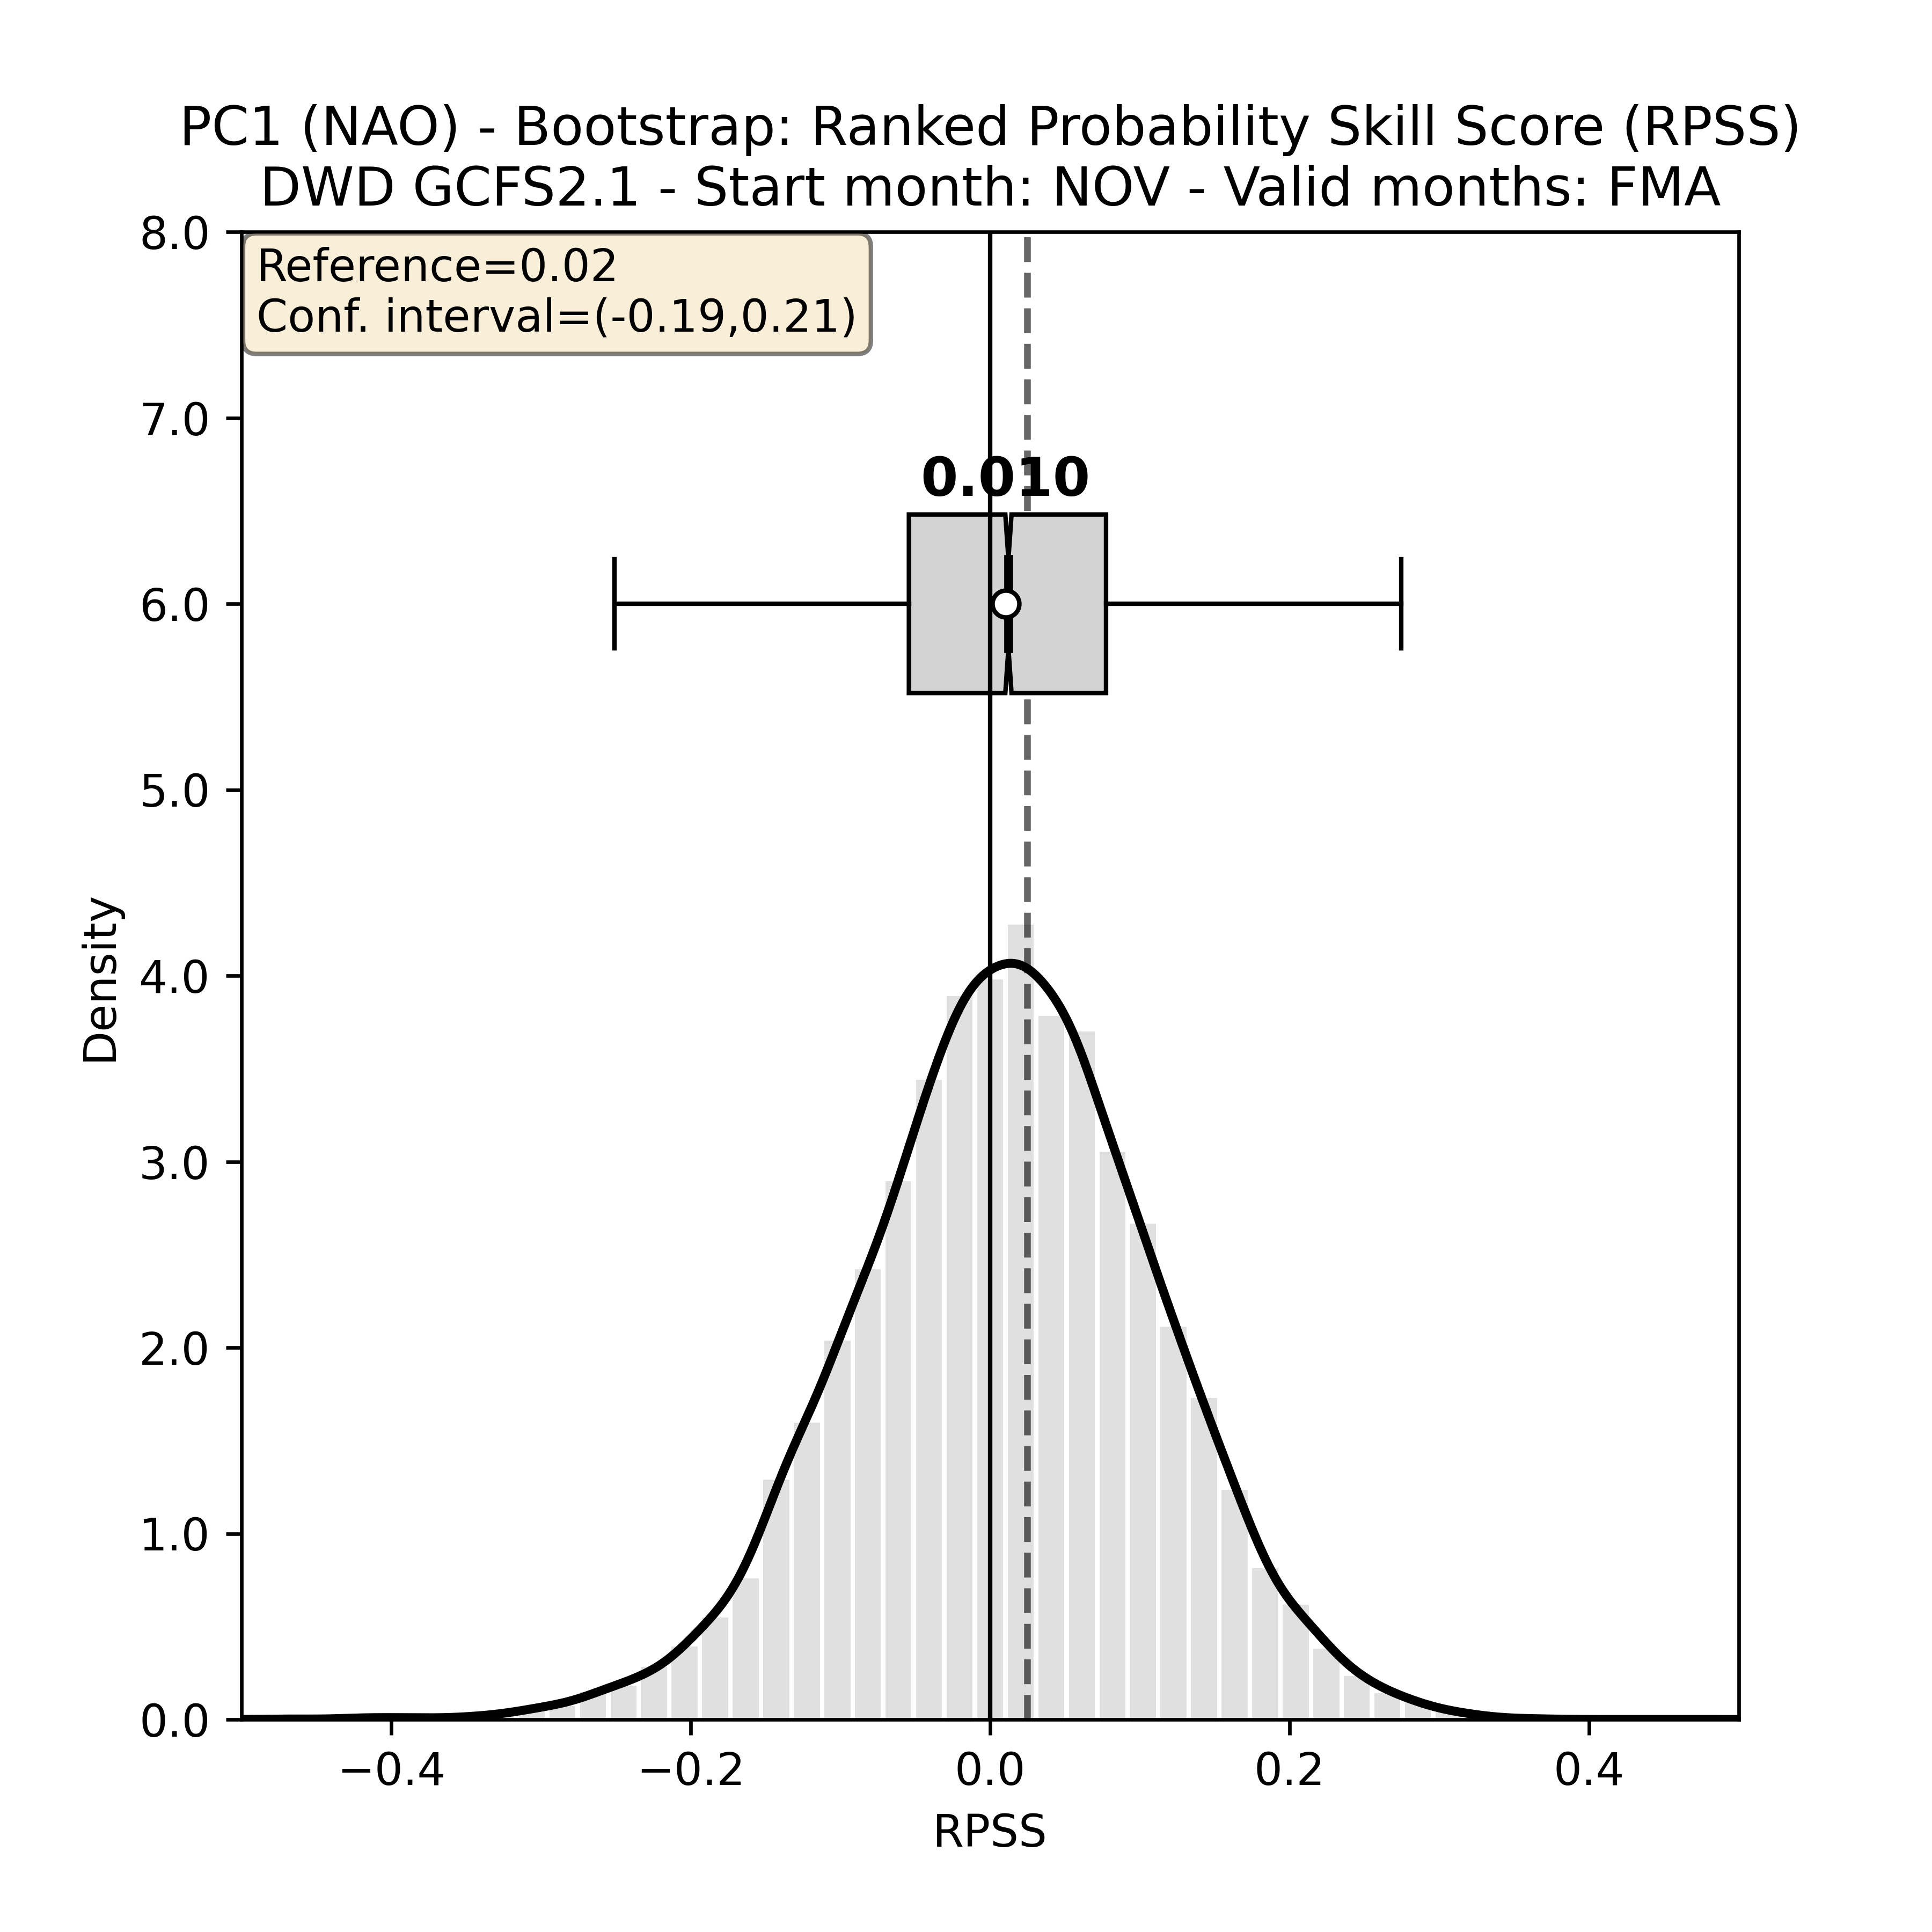 PC1 (NAO) - Bootstrap: Ranked Probability Skill Score (RPSS)
DWD GCFS2.1 - Start month: NOV - Valid months: FMA
8.0
Reference=0.02
Conf. interval=(-0.19,0.21)
7.0
0.010
6.0
5.0
Density
4.0
3.0
2.0
1.0
0.0
−0.4 −0.2 0.0 0.2 0.4
RPSS